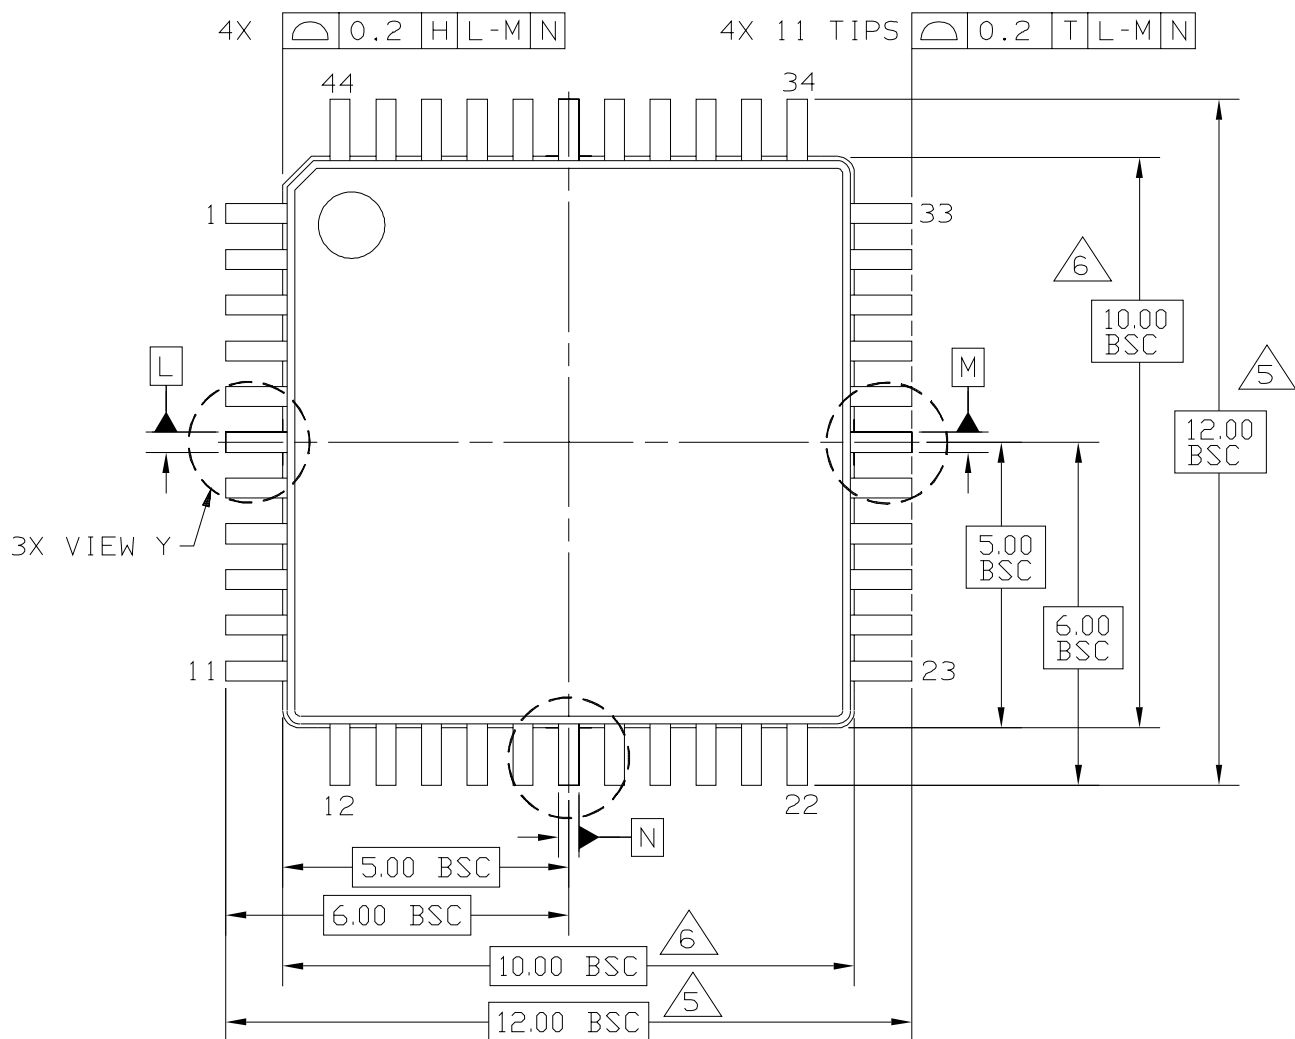 4X 0.2 H L-M N
4X 11 TIPS 0.2 T L-M N
44
34
1
33
6
10.00
BSC
5
12.00
BSC
L
M
3X VIEW Y
5.00
BSC
6.00
BSC
11
23
12
22
N
5.00 BSC
6.00 BSC
10.00 BSC
6
12.00 BSC
5